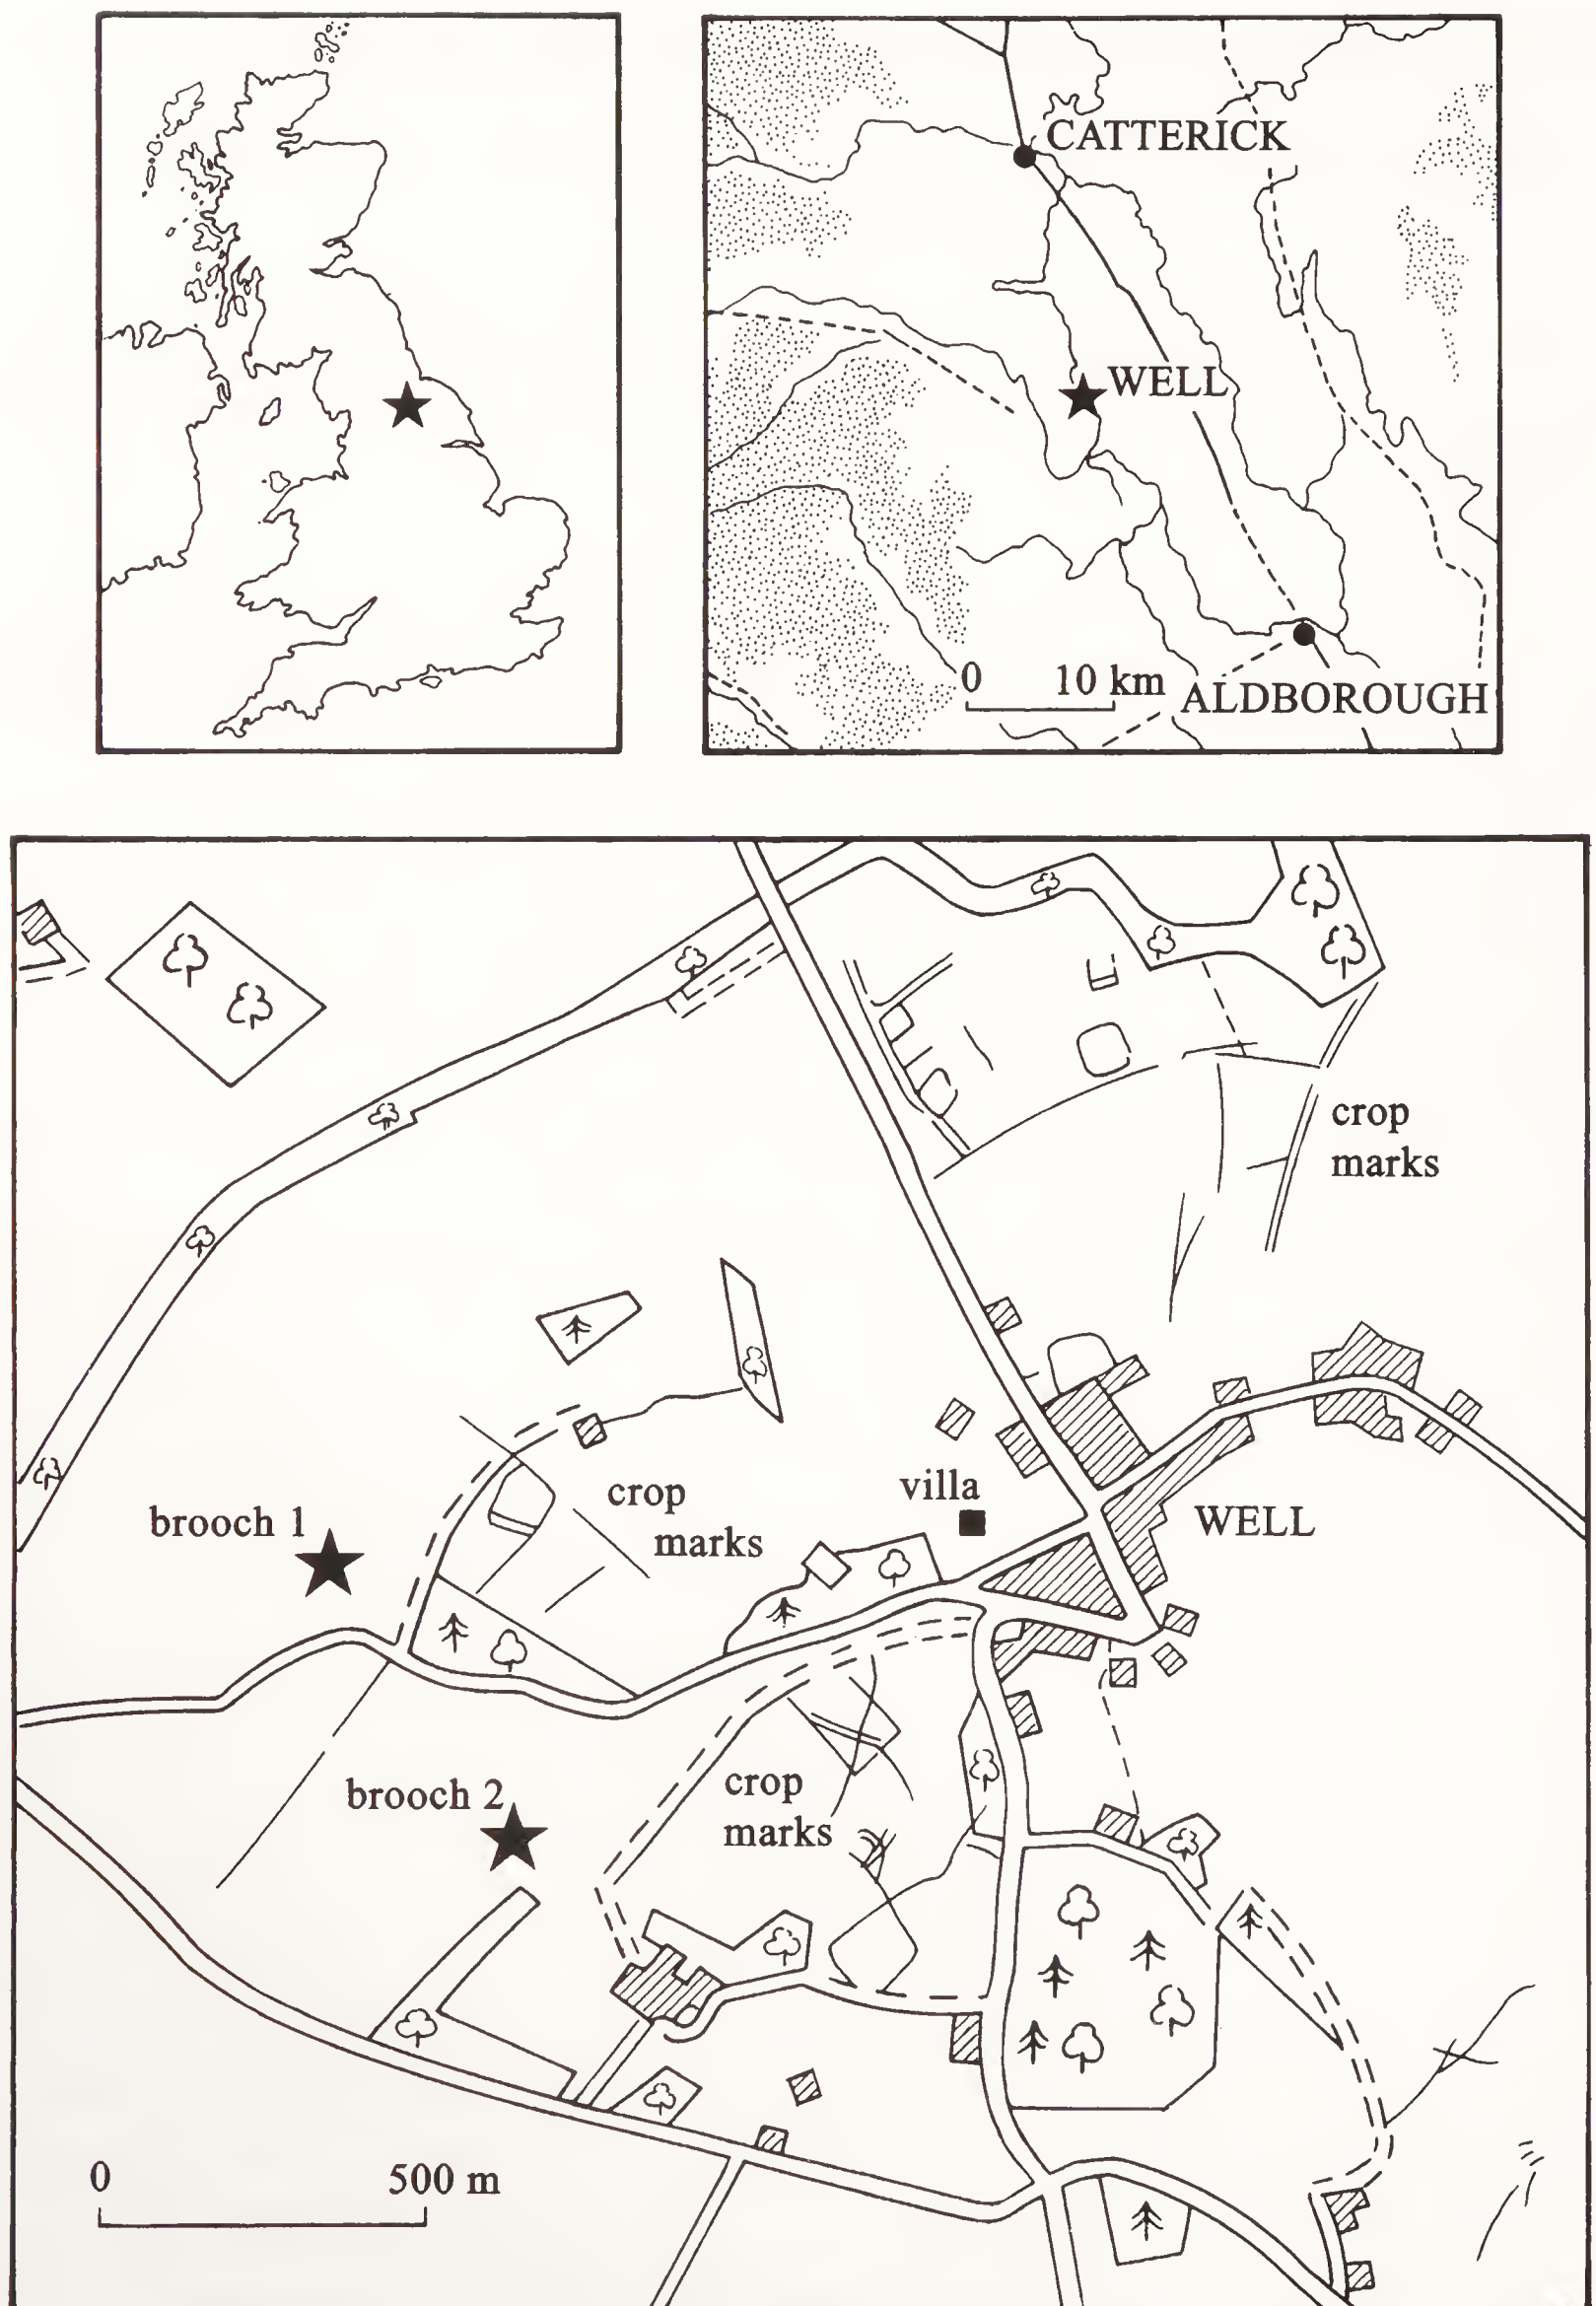 CATTERICK
WELL
0 10 km
ALDBOROUGH
crop
marks
brooch 1
crop
marks
villa
WELL
brooch 2
crop
marks
0 500 m